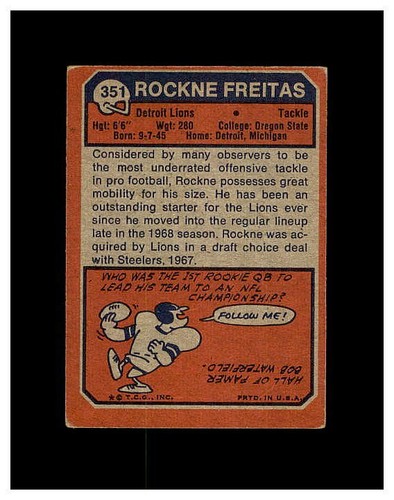 351 ROCKNE FREITAS
Detroit Lions • Tackle
Hgt: 6'6" Wgt: 280 College: Oregon State
Born: 9-7-45 Home: Detroit, Michigan
Considered by many observers to be
the most underrated offensive tackle
in pro football, Rockne possesses great
mobility for his size. He has been an
outstanding starter for the Lions ever
since he moved into the regular lineup
late in the 1968 season. Rockne was ac-
quired by Lions in a draft choice deal
with Steelers, 1967.
WHO WAS THE 1ST ROOKIE QB TO
LEAD HIS TEAM TO AN NFL
CHAMPIONSHIP?
FOLLOW ME!
HALL OF FAMER
BOB WATERFIELD.
*© T.C.G., INC. PRTD. IN U.S.A.